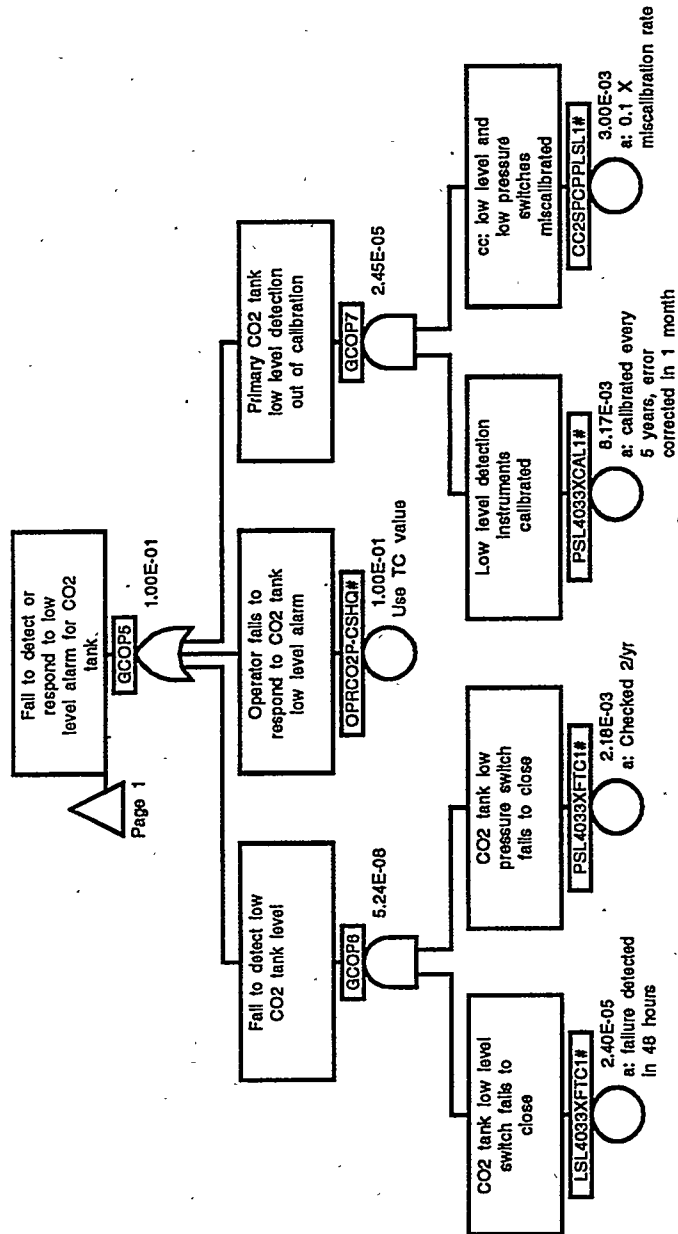 Fail to detect or
respond to low
level alarm for CO2
tank.
GCOP5
1.00E-01
Page 1
Fail to detect low
CO2 tank level
GCOP6
5.24E-08
Operator fails to
respond to CO2 tank
low level alarm
OPRCO2P-CSHQ#
1.00E-01
Use TC value
Primary CO2 tank
low level detection
out of calibration
GCOP7
2.45E-05
CO2 tank low level
switch fails to
close
LSL4033XFTC1#
2.40E-05
a: failure detected
in 48 hours
CO2 tank low
pressure switch
fails to close
PSL4033XFTC1#
2.18E-03
a: Checked 2/yr
Low level detection
instruments
calibrated
PSL4033XCAL1#
8.17E-03
a: calibrated every
5 years, error
corrected in 1 month
cc: low level and
low pressure
switches
miscalibrated
CC2SPCPPLSL1#
3.00E-03
a: 0.1 X
miscalibration rate